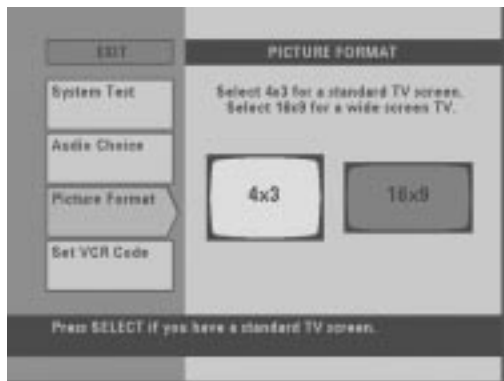 EXIT
PICTURE FORMAT
System Test
Audio Choice
Picture Format
Set VCR Code
Select 4x3 for a standard TV screen.
Select 16x9 for a wide screen TV.
4x3
16x9
Press SELECT if you have a standard TV screen.